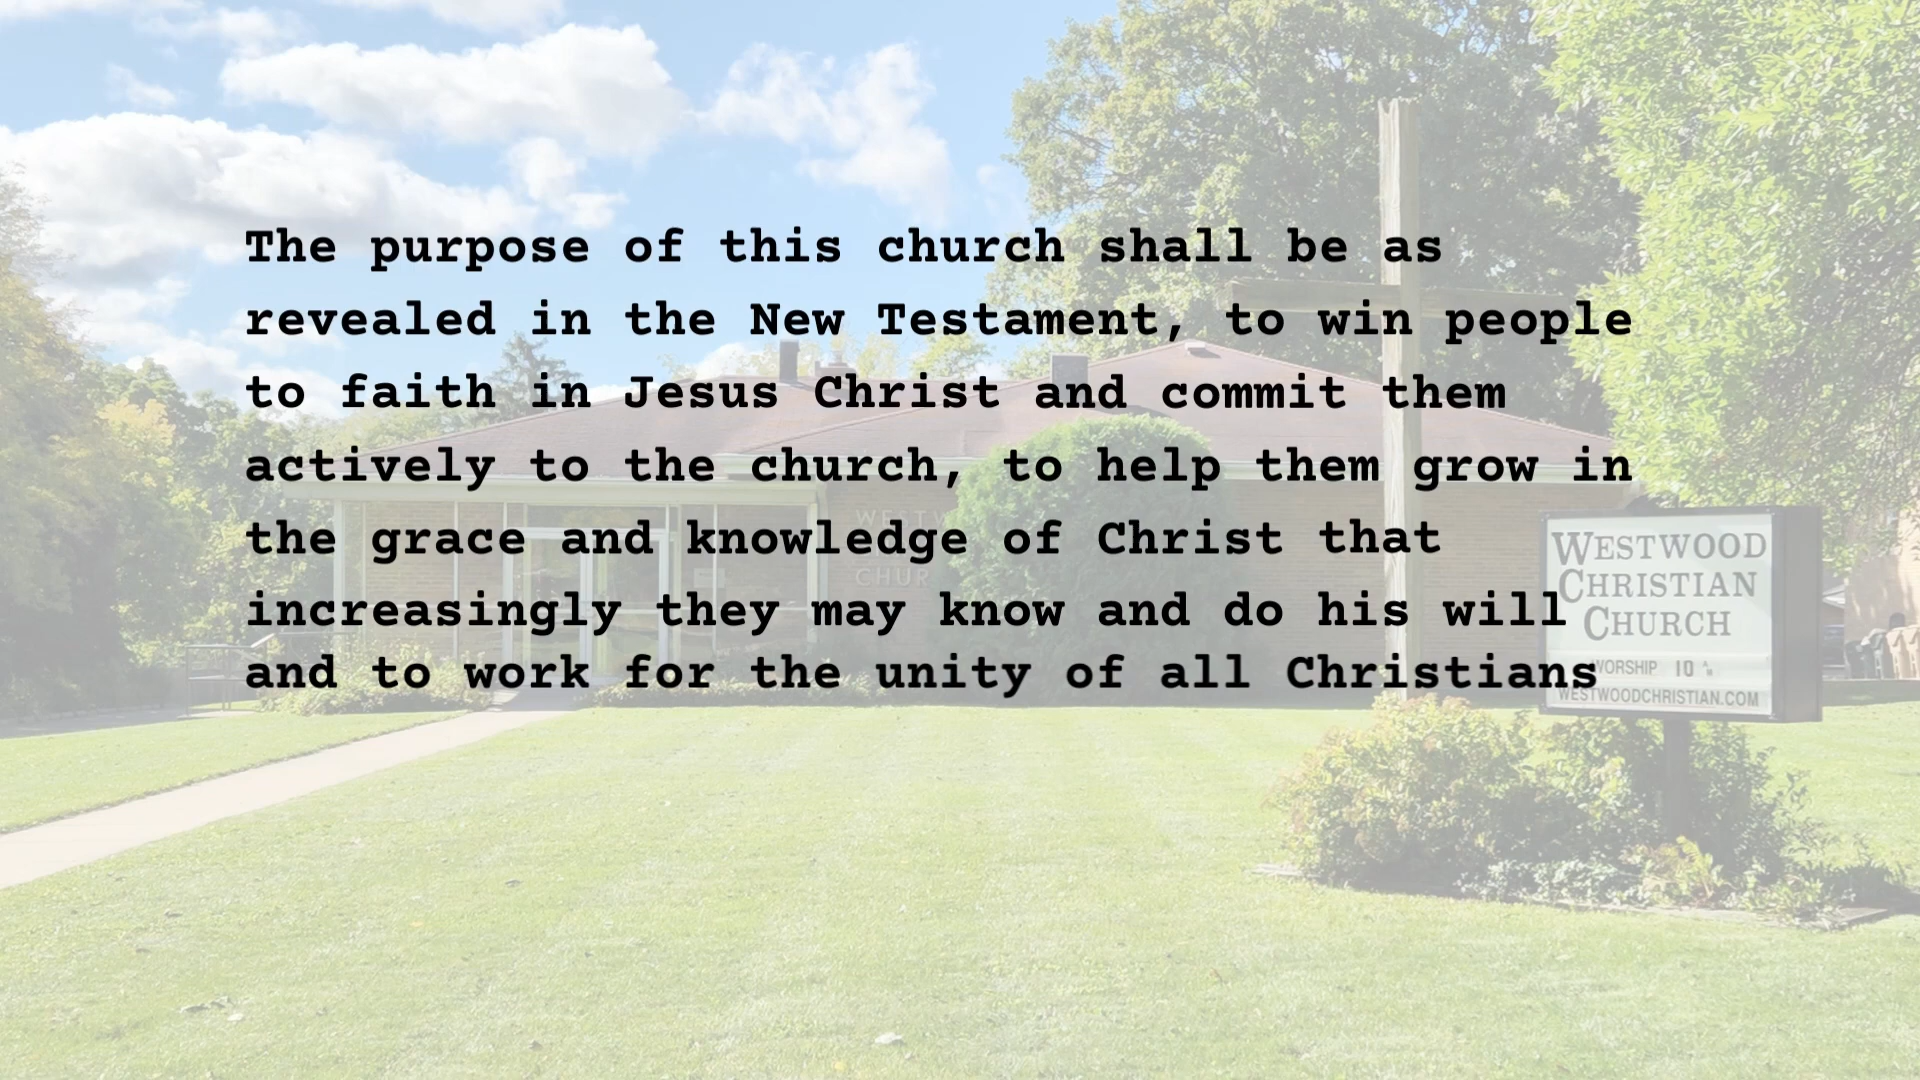 The purpose of this church shall be as
revealed in the New Testament, to win people
to faith in Jesus Christ and commit them
actively to the church, to help them grow in
the grace and knowledge of Christ that
increasingly they may know and do his will
and to work for the unity of all Christians
WESTWOOD
CHRISTIAN
CHURCH
WORSHIP 10
WESTWOODCHRISTIAN.COM